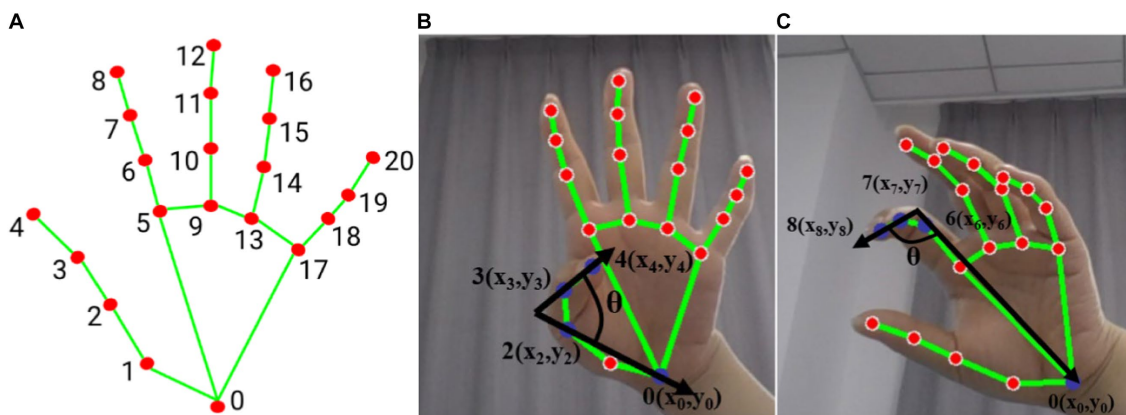 A
12
8
16
11
7
15
20
10
6
14
19
4
5
9
13
18
3
17
2
1
0
B
4(x₄,y₄)
3(x₃,y₃)
θ
2(x₂,y₂)
0(x₀,y₀)
C
7(x₇,y₇)
6(x₆,y₆)
8(x₈,y₈)
θ
0(x₀,y₀)